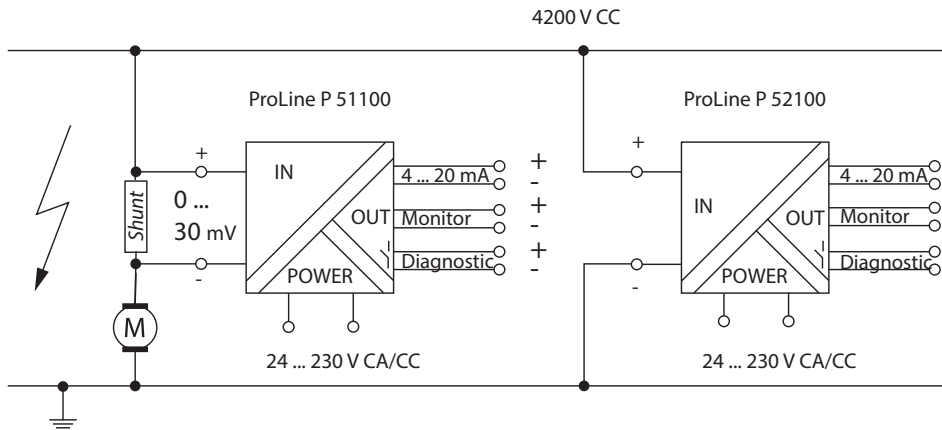 4200 V CC
ProLine P 51100
ProLine P 52100
+
IN
4 ... 20 mA
+
-
Shunt
0 ...
30 mV
OUT
Monitor
+
-
Diagnostic
+
-
-
POWER
M
24 ... 230 V CA/CC
+
IN
4 ... 20 mA
OUT
Monitor
Diagnostic
-
POWER
24 ... 230 V CA/CC